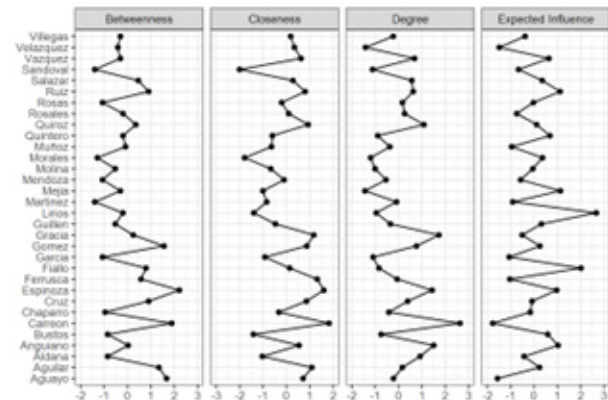 Betweenness Closeness Degree Expected Influence
Villegas
Velazquez
Vazquez
Sandoval
Salazar
Ruiz
Rosas
Rosales
Quiroz
Quintero
Muñoz
Morales
Molina
Mendoza
Mejia
Martinez
Lirios
Guillen
Gracia
Gomez
Garcia
Fiallo
Ferrusca
Espinoza
Cruz
Chaparro
Carreon
Bustos
Anguiano
Aldana
Aguilar
Aguayo
-2 -1 0 1 2 3 -3 -2 -1 0 1 2 -2 -1 0 1 2 3 -2 -1 0 1 2 3